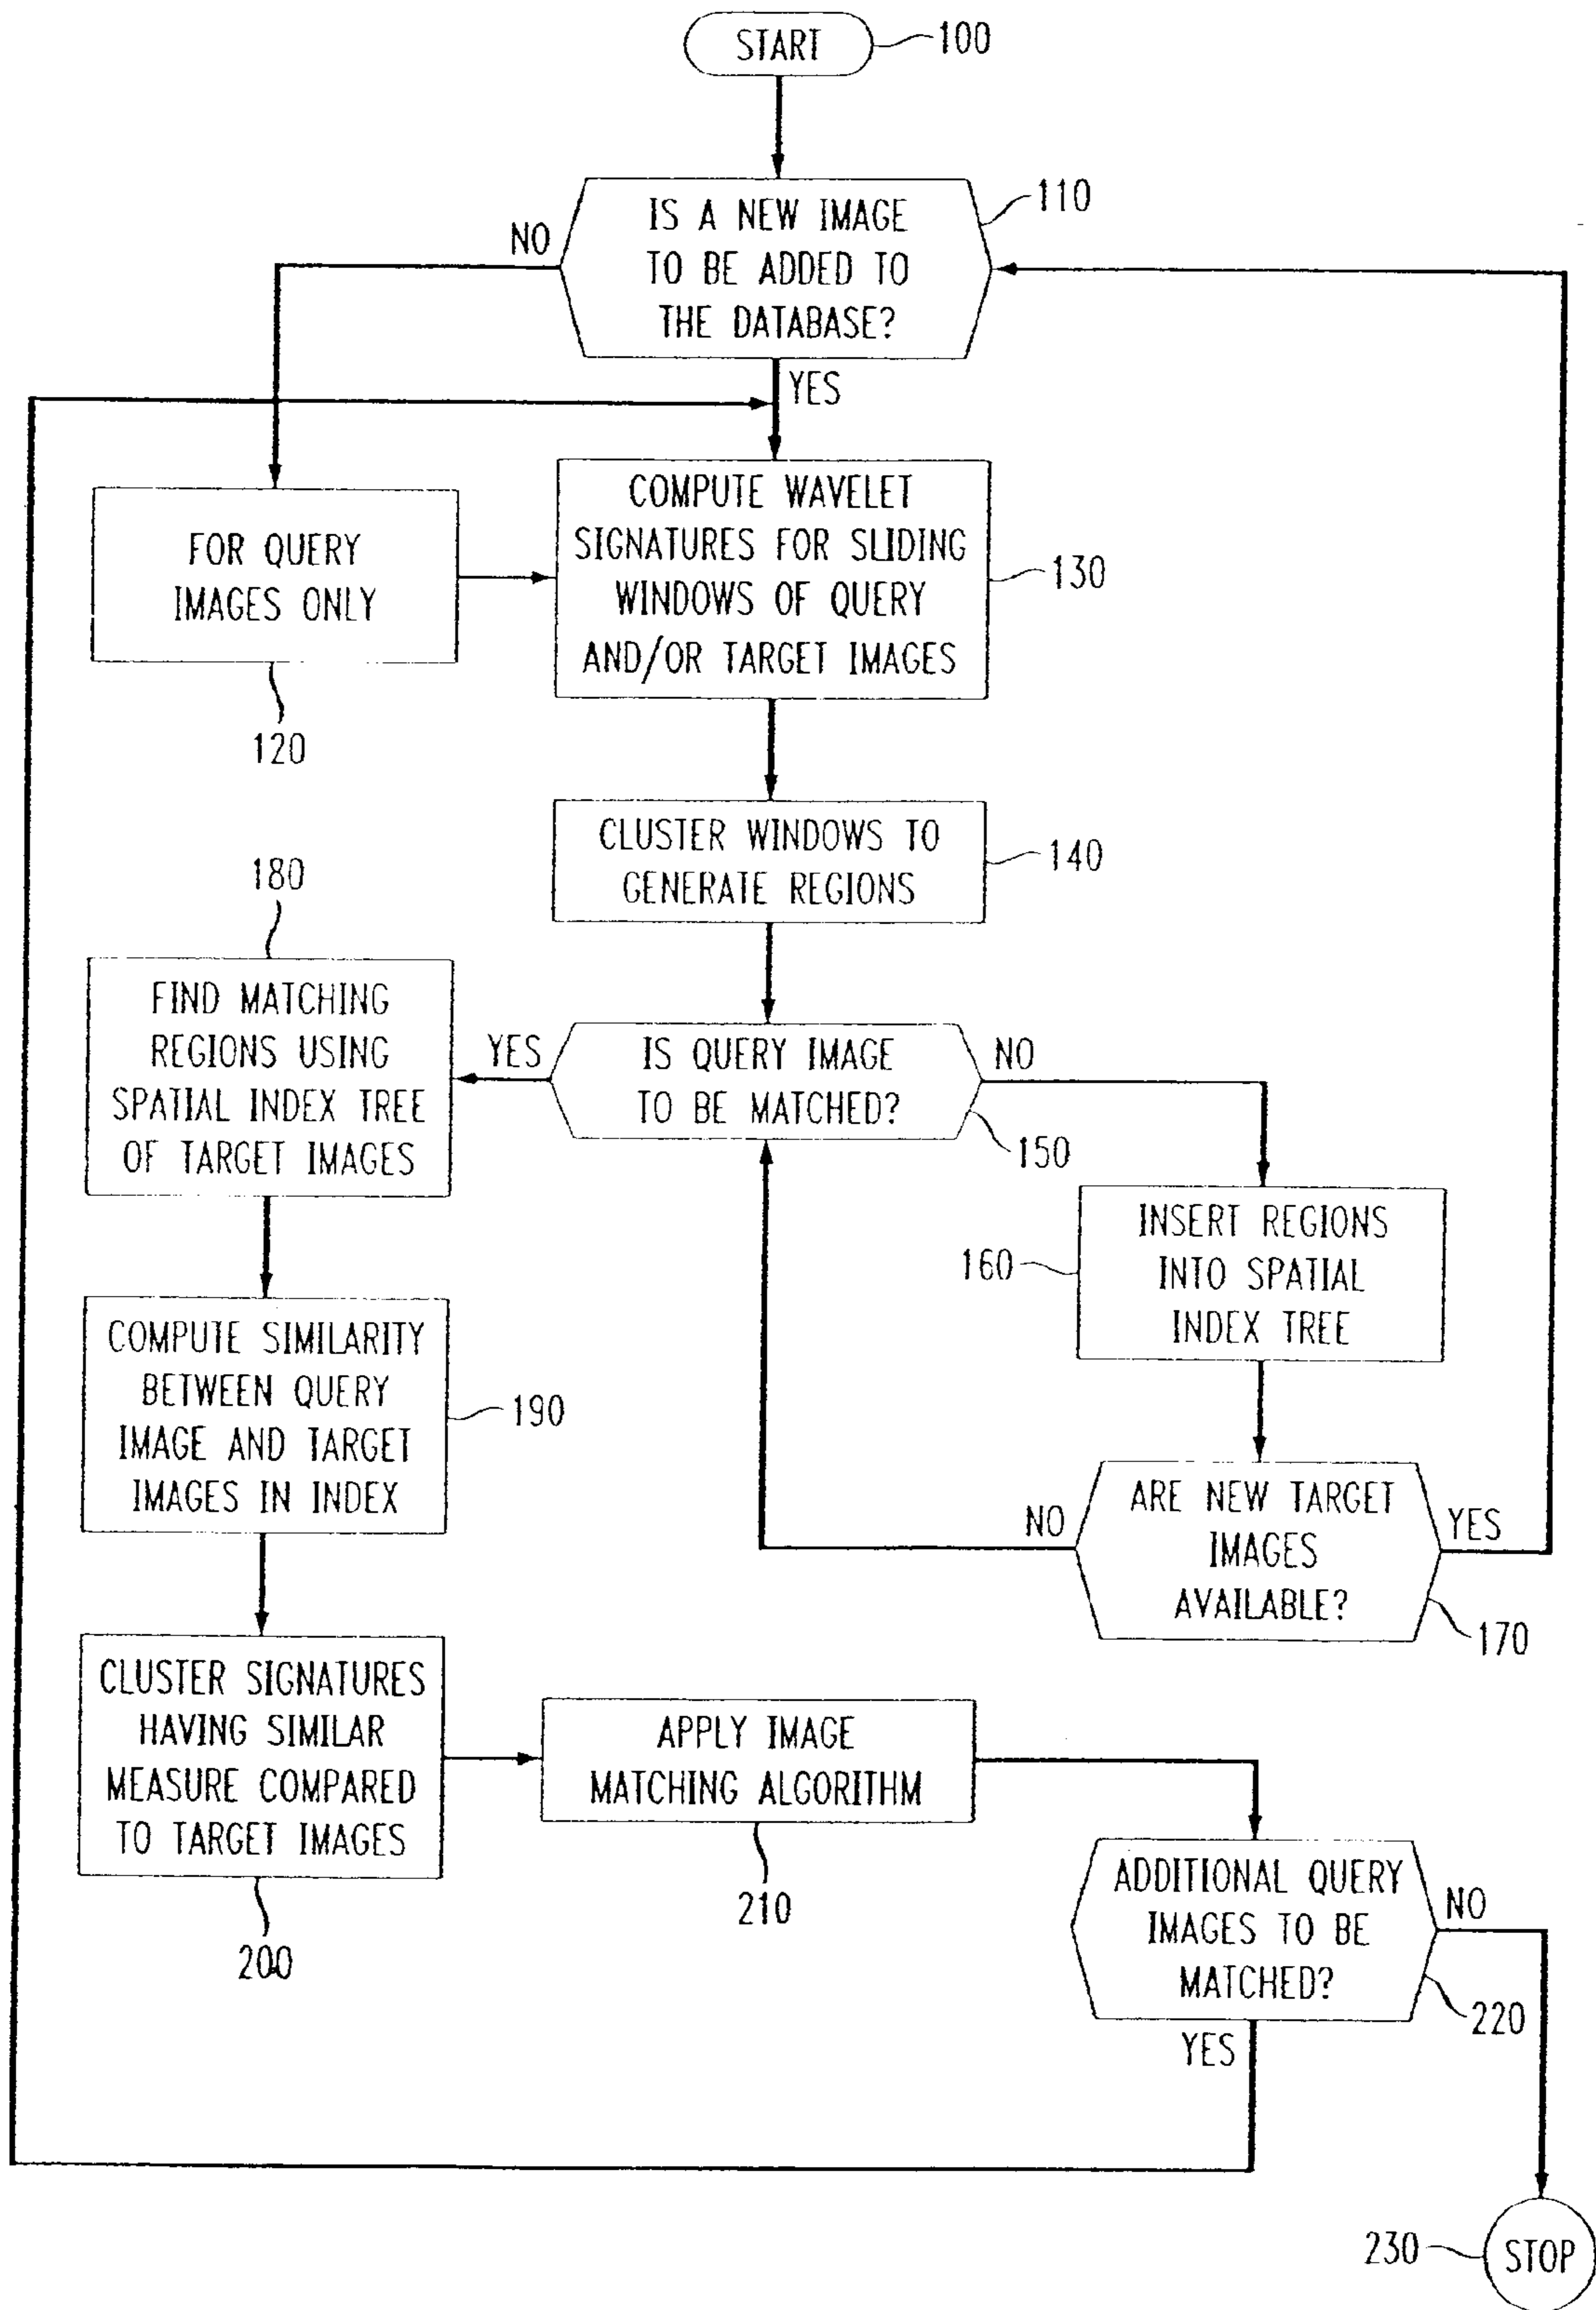 START
100
IS A NEW IMAGE
TO BE ADDED TO
THE DATABASE?
110
NO
YES
FOR QUERY
IMAGES ONLY
120
COMPUTE WAVELET
SIGNATURES FOR SLIDING
WINDOWS OF QUERY
AND/OR TARGET IMAGES
130
CLUSTER WINDOWS TO
GENERATE REGIONS
140
180
FIND MATCHING
REGIONS USING
SPATIAL INDEX TREE
OF TARGET IMAGES
YES
IS QUERY IMAGE
TO BE MATCHED?
NO
150
INSERT REGIONS
INTO SPATIAL
INDEX TREE
160
COMPUTE SIMILARITY
BETWEEN QUERY
IMAGE AND TARGET
IMAGES IN INDEX
190
NO
ARE NEW TARGET
IMAGES
AVAILABLE?
YES
170
CLUSTER SIGNATURES
HAVING SIMILAR
MEASURE COMPARED
TO TARGET IMAGES
200
APPLY IMAGE
MATCHING ALGORITHM
210
ADDITIONAL QUERY
IMAGES TO BE
MATCHED?
NO
220
YES
230
STOP